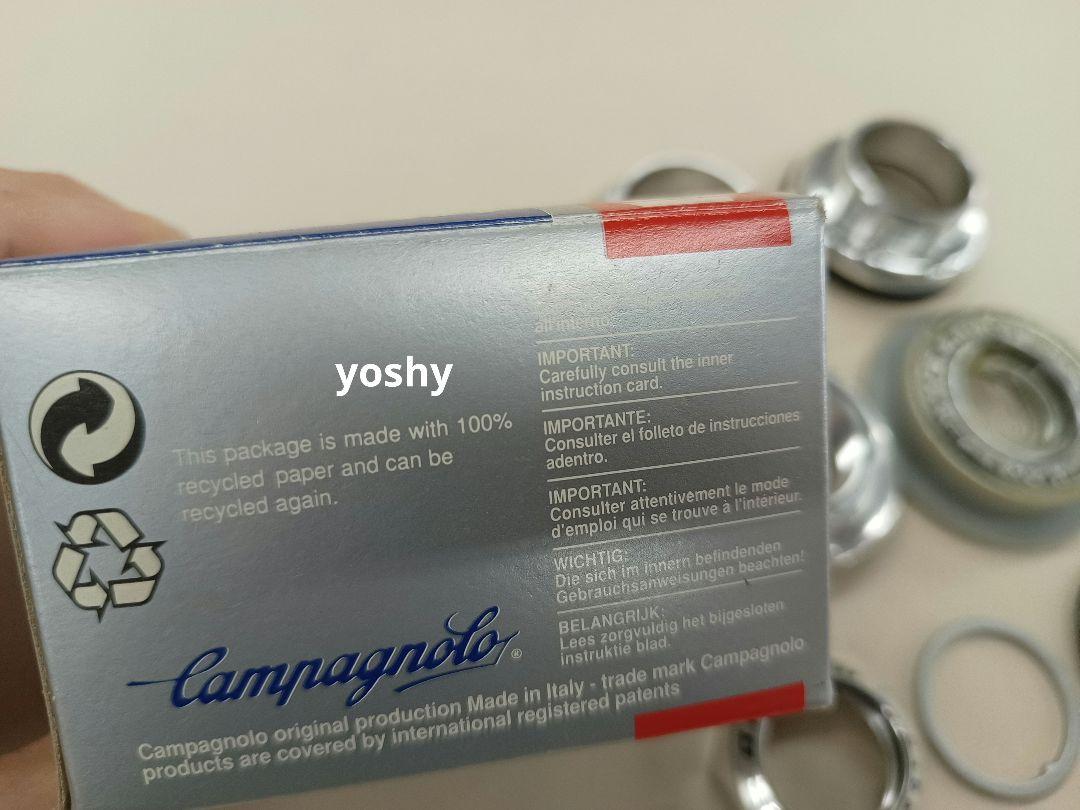 yoshy
This package is made with 100%
recycled paper and can be
recycled again.
all'interno
IMPORTANT:
Carefully consult the inner
instruction card.
IMPORTANTE:
Consulter el folleto de instrucciones
adentro.
IMPORTANT:
Consulter attentivement le mode
d'emploi qui se trouve à l'intérieur.
WICHTIG:
Die sich im innern befindenden
Gebrauchsanweisungen beachten!
BELANGRIJK:
Lees zorgvuldig het bijgesloten
instruktie blad.
Campagnolo®
Campagnolo original production Made in Italy - trade mark Campagnolo
products are covered by international registered patents